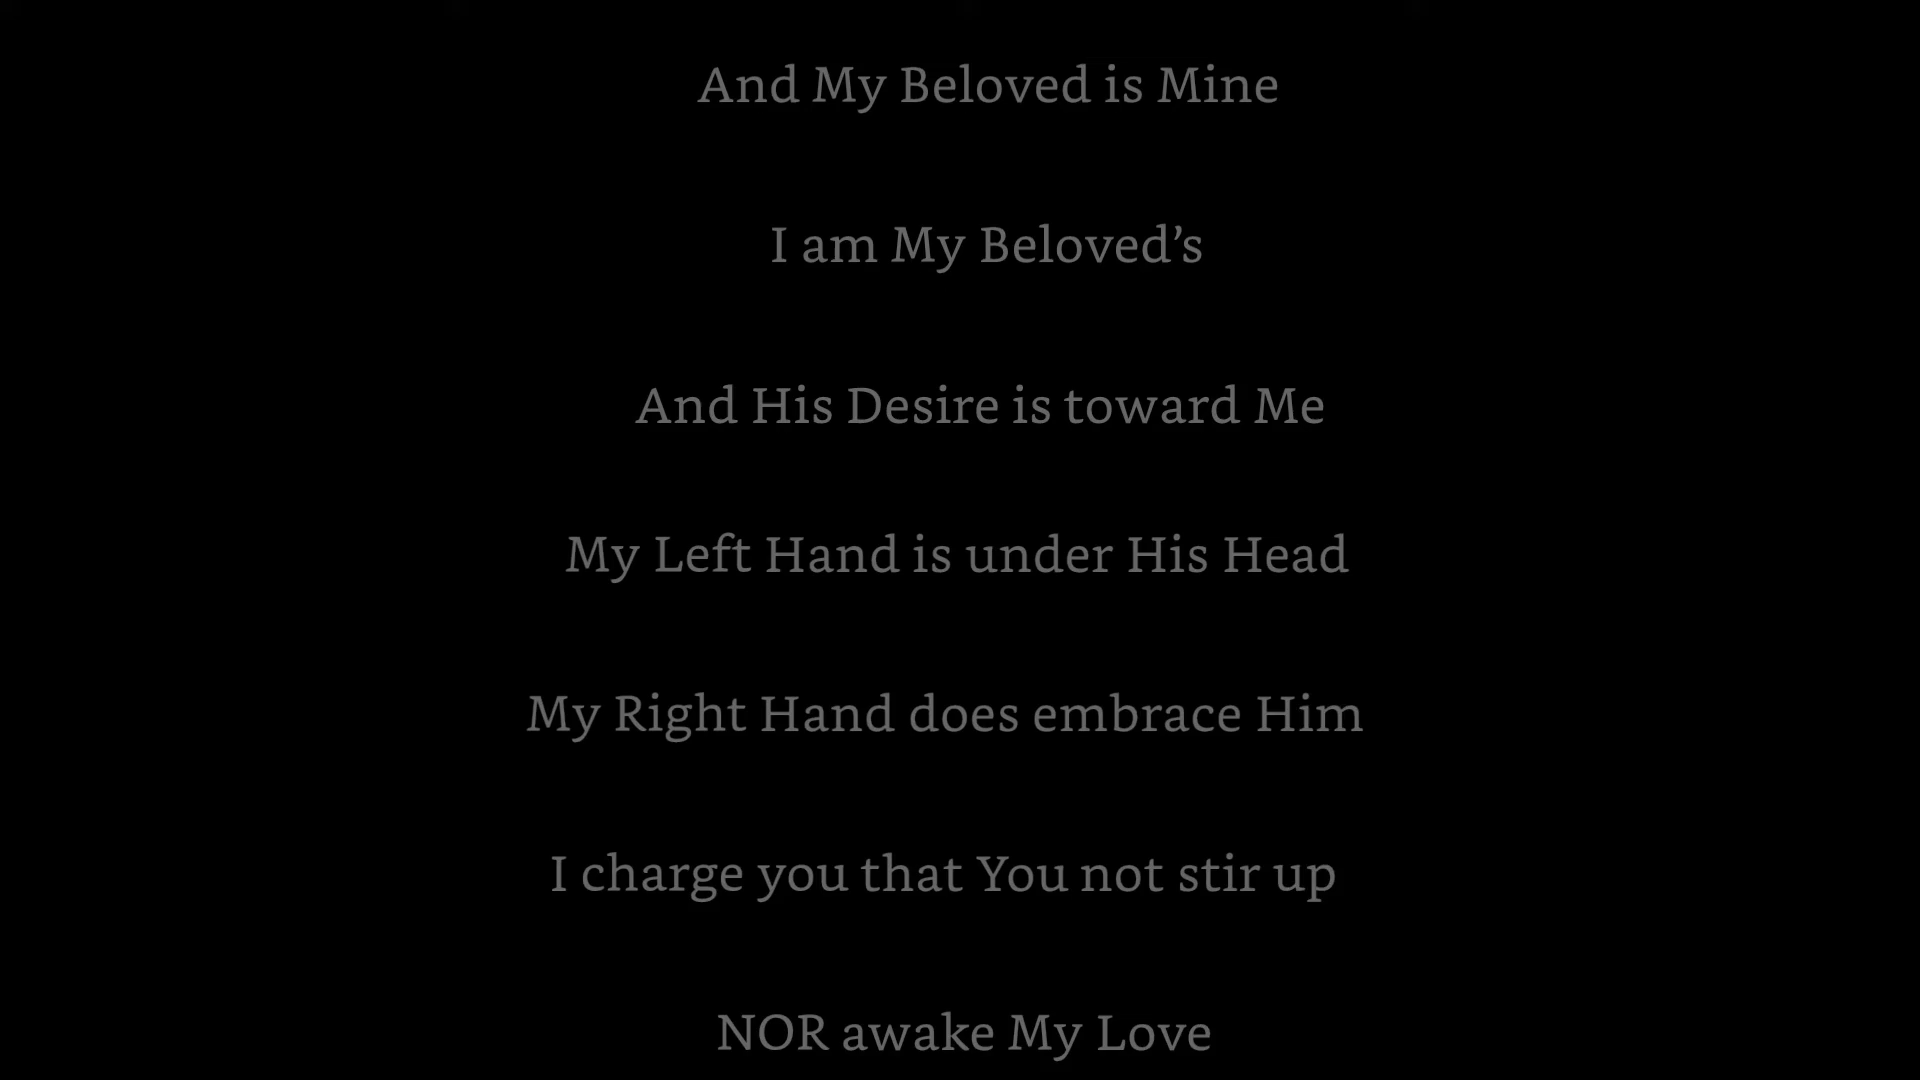 And My Beloved is Mine
I am My Beloved’s
And His Desire is toward Me
My Left Hand is under His Head
My Right Hand does embrace Him
I charge you that You not stir up
NOR awake My Love